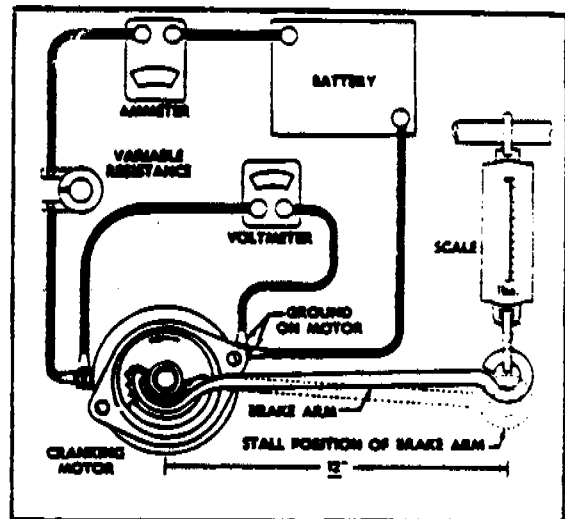 BATTERY
AMMETER
VARIABLE
RESISTANCE
VOLTMETER
SCALE
GROUND
ON MOTOR
BRAKE ARM
STALL POSITION OF BRAKE ARM
CRANKING
MOTOR
12"